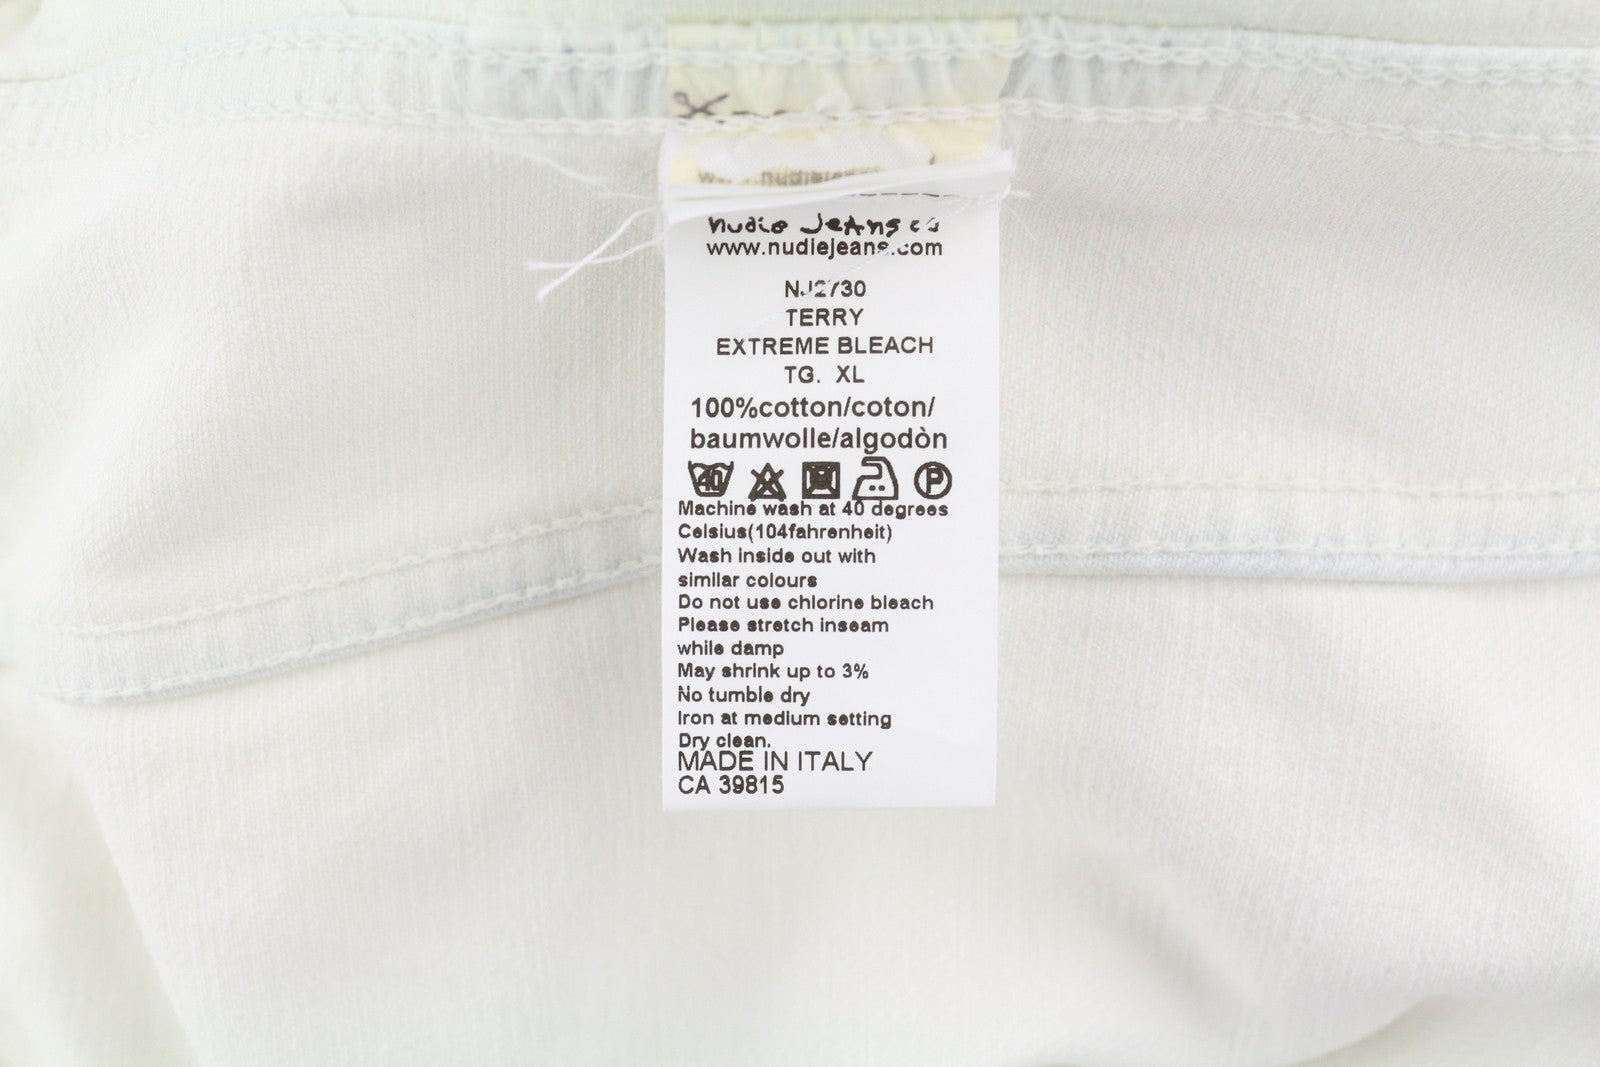 www.nudieje
nudie Jeans co
www.nudiejeans.com
NJ2730
TERRY
EXTREME BLEACH
TG. XL
100%cotton/coton/
baumwolle/algodòn
40 P
Machine wash at 40 degrees
Celsius(104fahrenheit)
Wash inside out with
similar colours
Do not use chlorine bleach
Please stretch inseam
while damp
May shrink up to 3%
No tumble dry
Iron at medium setting
Dry clean.
MADE IN ITALY
CA 39815